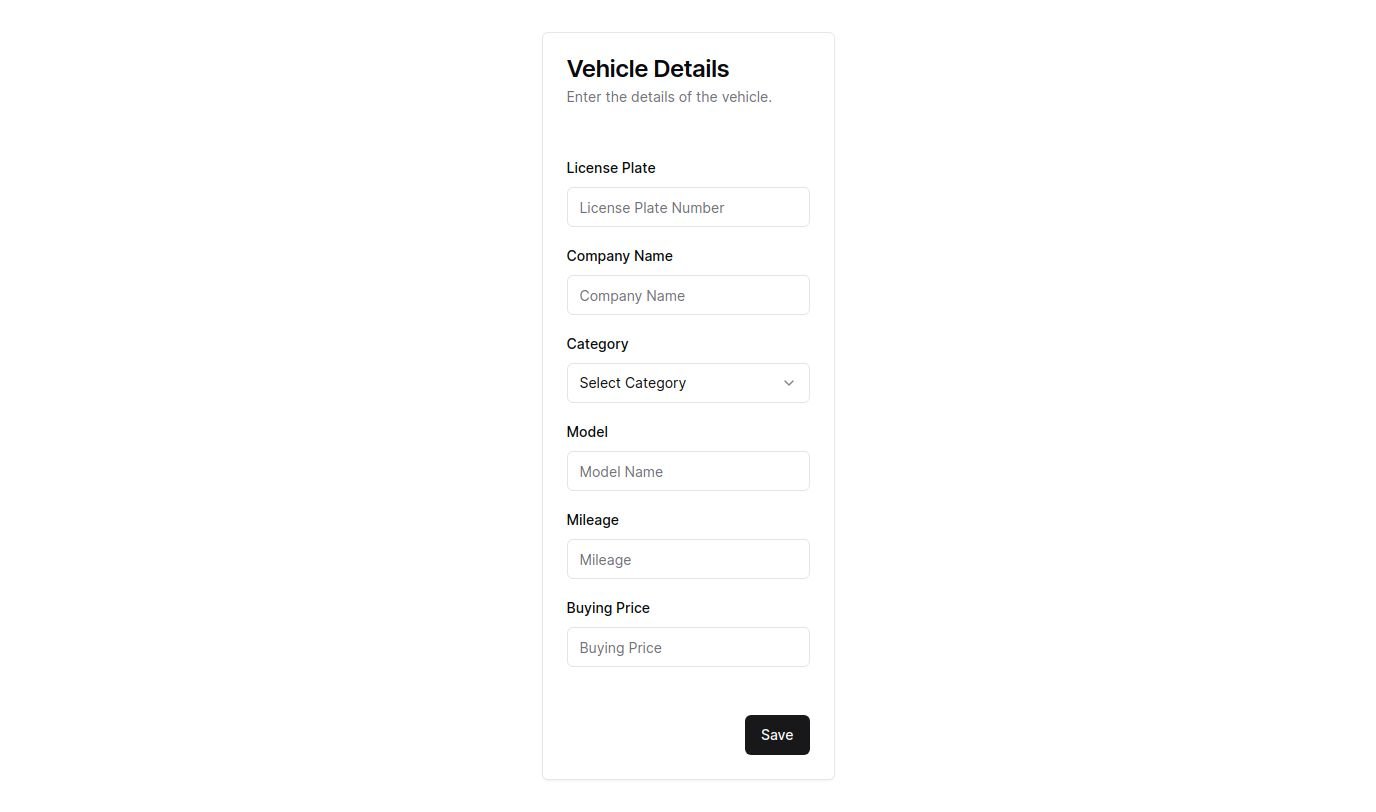 Vehicle Details
Enter the details of the vehicle.
License Plate
License Plate Number
Company Name
Company Name
Category
Select Category
Model
Model Name
Mileage
Mileage
Buying Price
Buying Price
Save